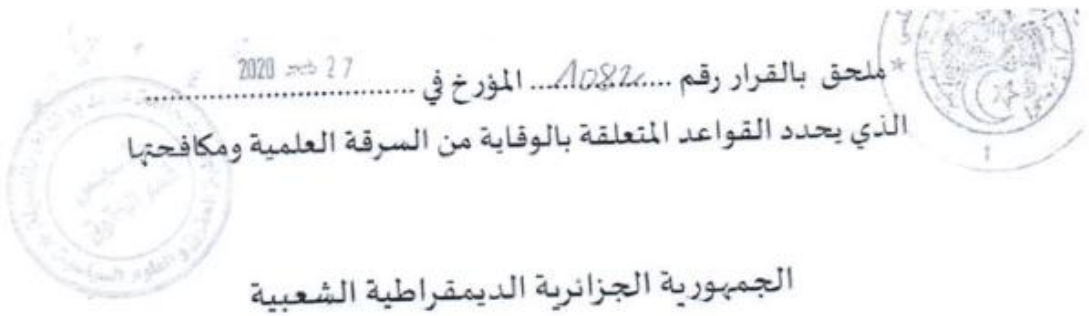 ملحق بالقرار رقم .....1082..... المؤرخ في ..... 27 ديسمبر 2020 .....
الذي يحدد القواعد المتعلقة بالوقاية من السرقة العلمية ومكافحتها
الجمهورية الجزائرية الديمقراطية الشعبية